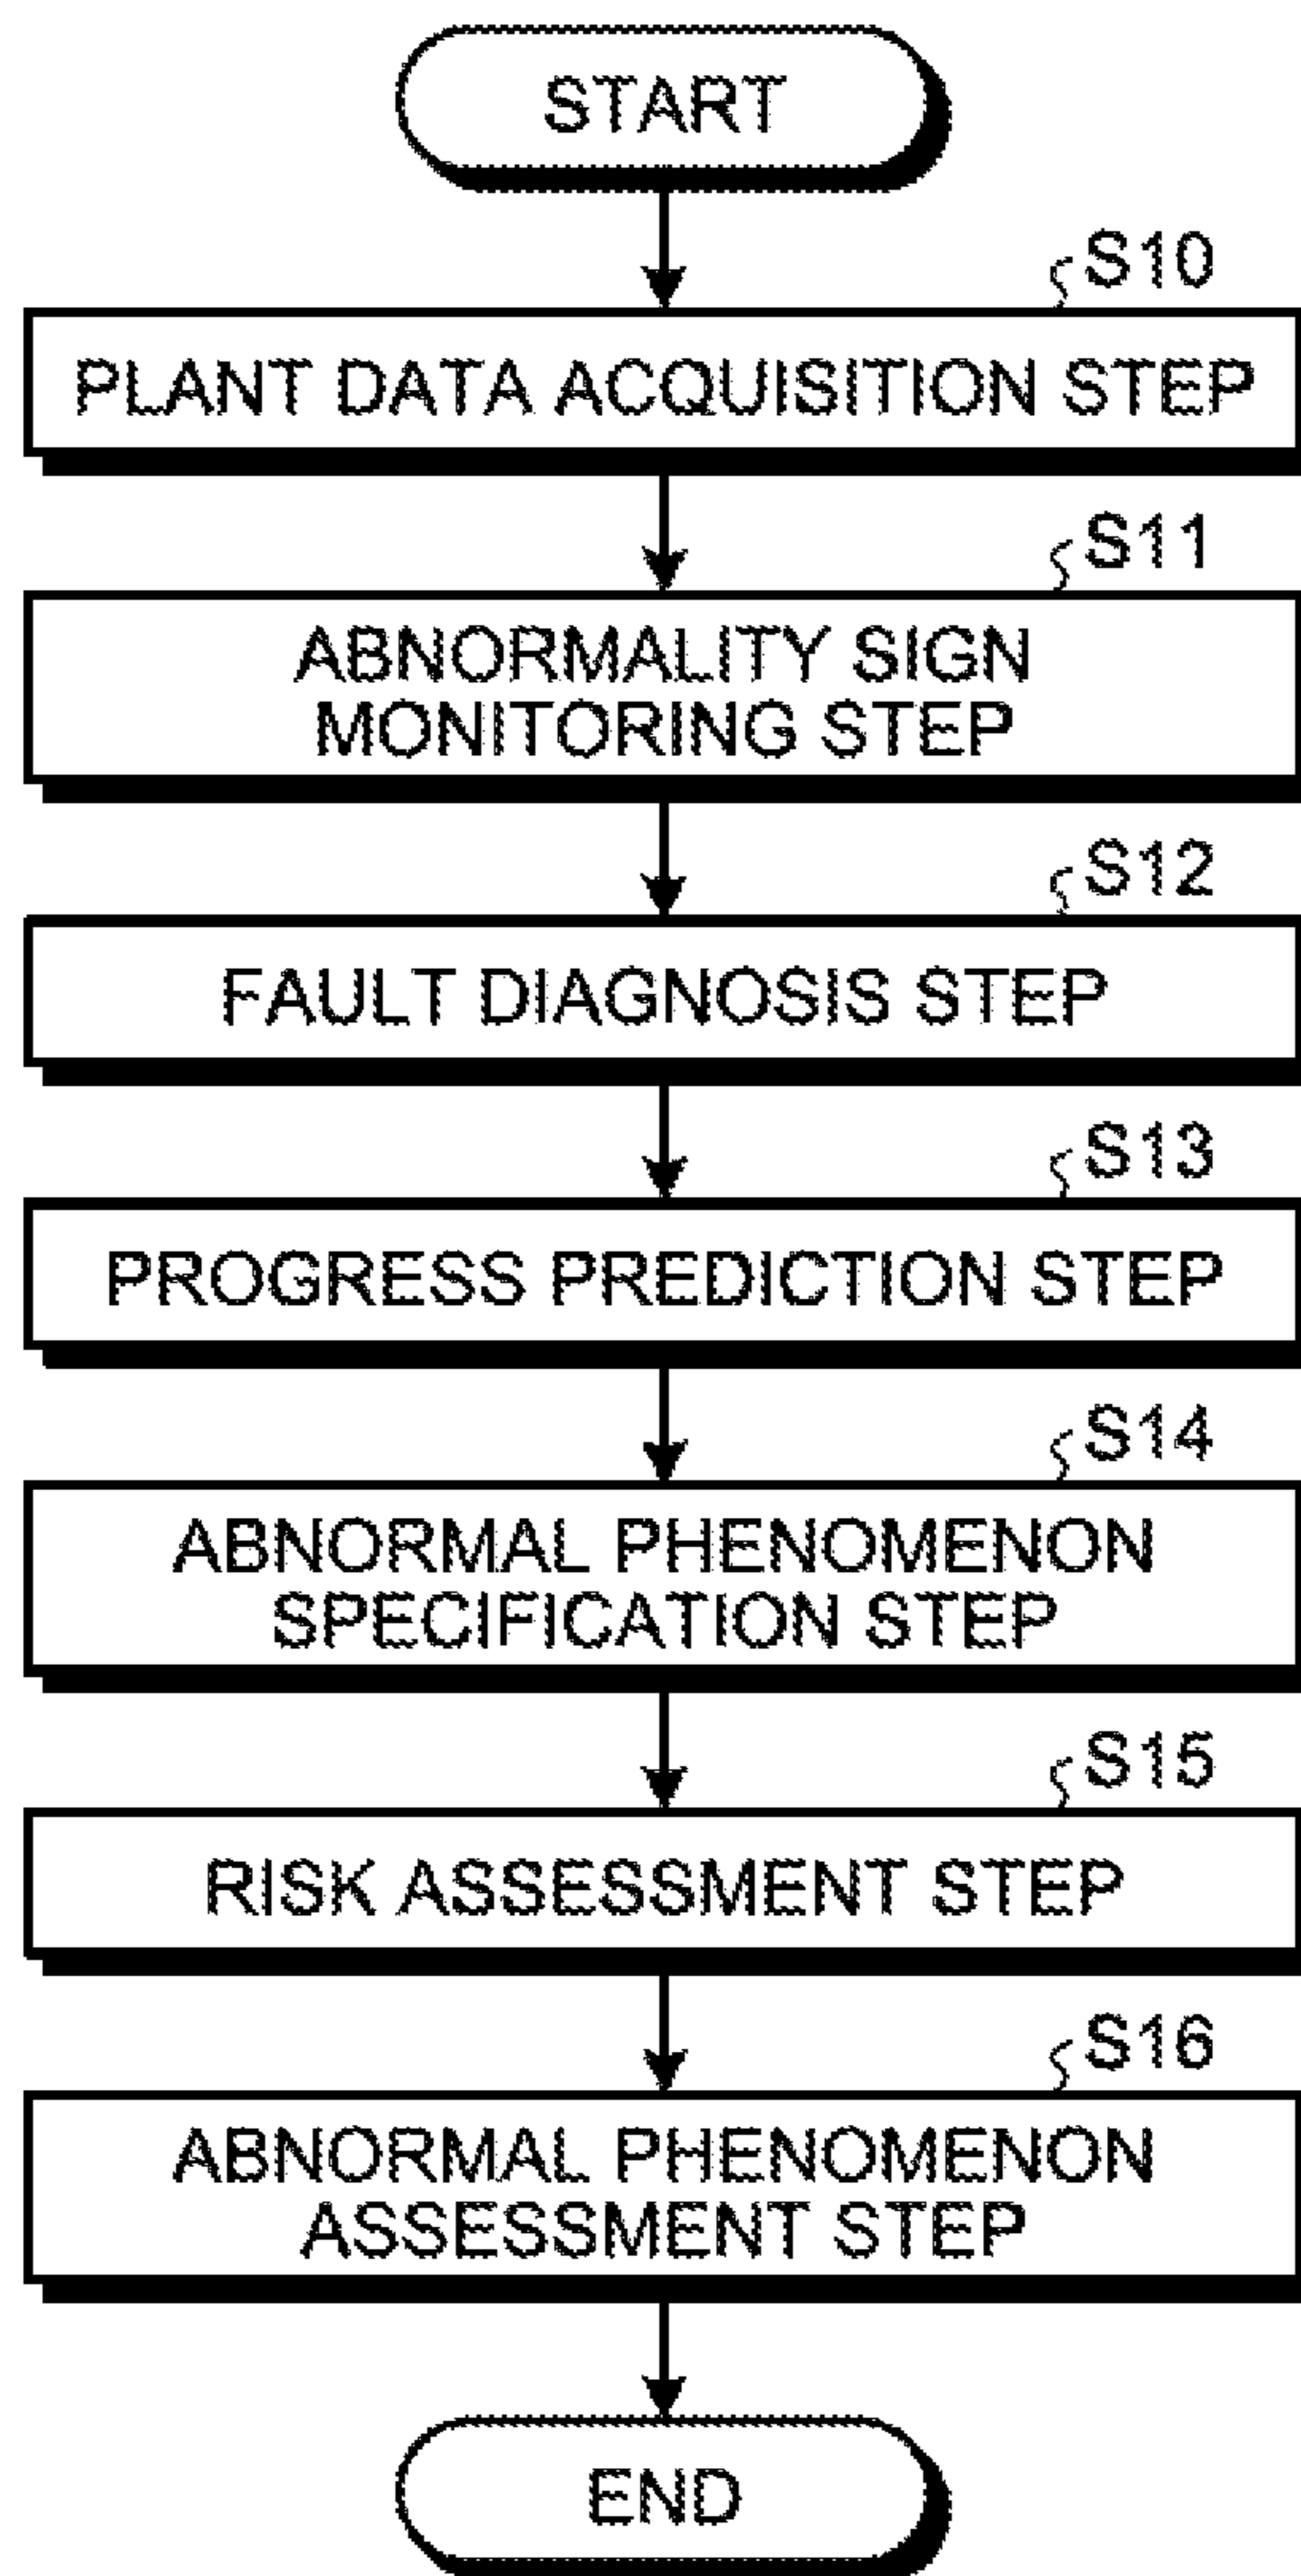 START
S10
PLANT DATA ACQUISITION STEP
S11
ABNORMALITY SIGN
MONITORING STEP
S12
FAULT DIAGNOSIS STEP
S13
PROGRESS PREDICTION STEP
S14
ABNORMAL PHENOMENON
SPECIFICATION STEP
S15
RISK ASSESSMENT STEP
S16
ABNORMAL PHENOMENON
ASSESSMENT STEP
END